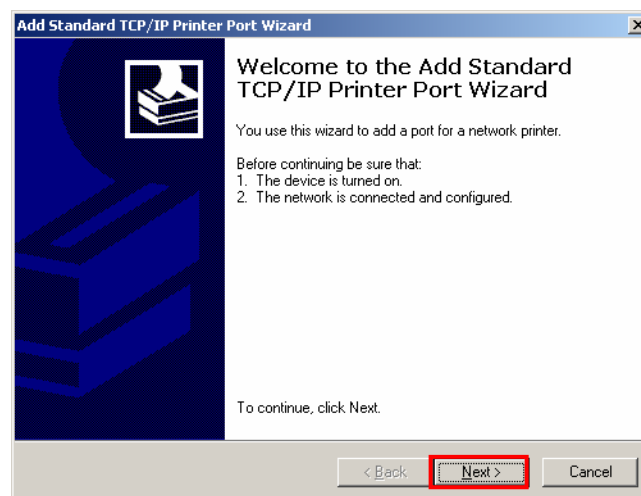 Add Standard TCP/IP Printer Port Wizard
Welcome to the Add Standard
TCP/IP Printer Port Wizard
You use this wizard to add a port for a network printer.
Before continuing be sure that:
1. The device is turned on.
2. The network is connected and configured.
To continue, click Next.
< Back
Next >
Cancel